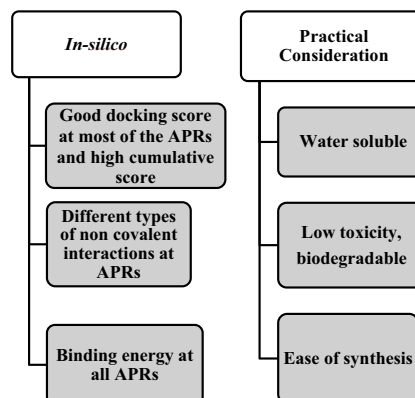 In-silico
Good docking score
at most of the APRs
and high cumulative
score
Different types
of non covalent
interactions at
APRs
Binding energy at
all APRs
Practical
Consideration
Water soluble
Low toxicity,
biodegradable
Ease of synthesis